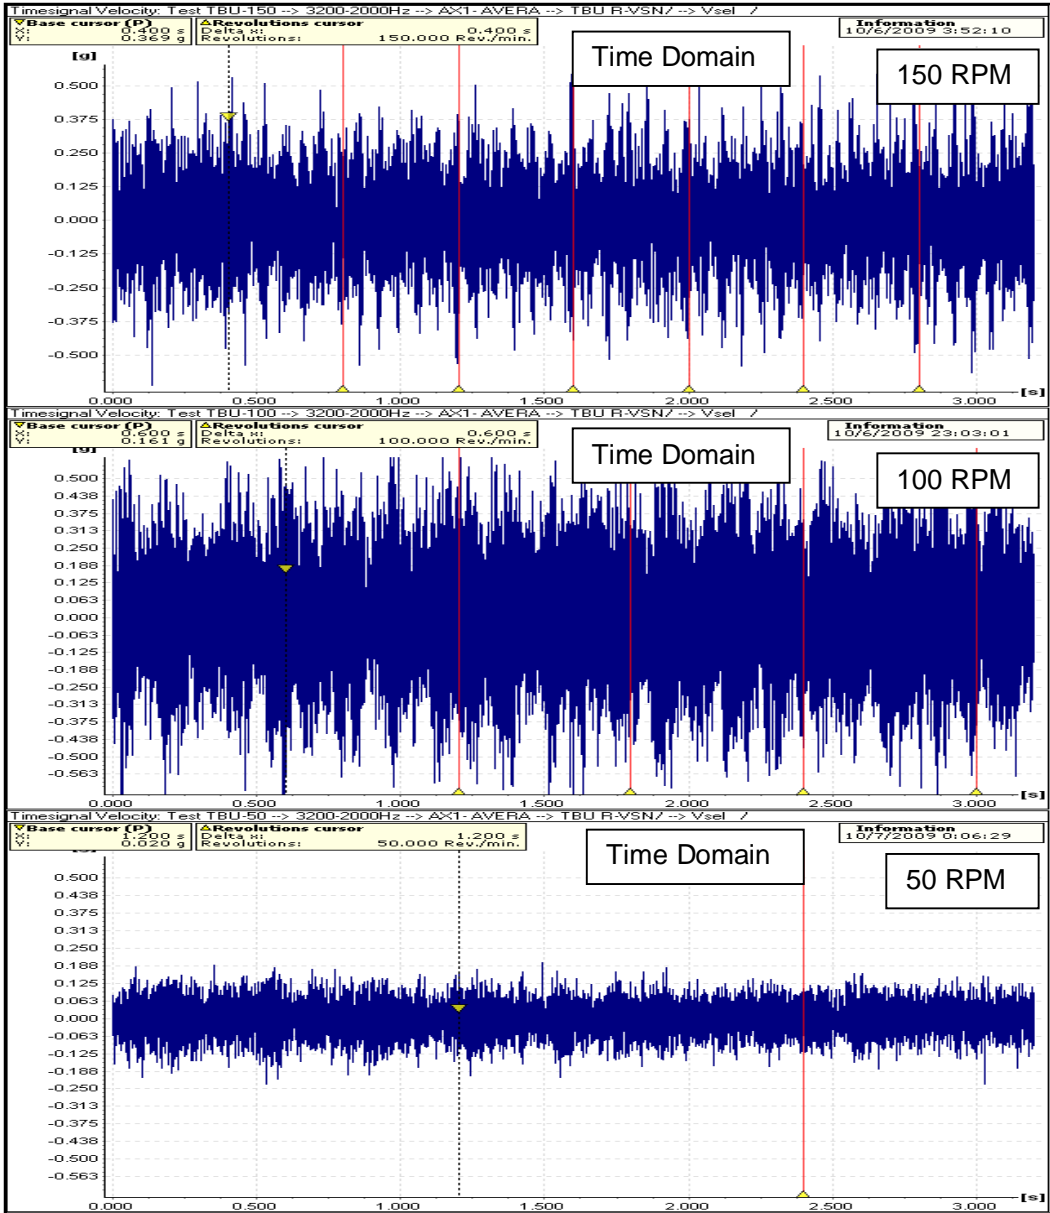 Timesignal Velocity: Test TBU-150 --> 3200-2000Hz --> AX1- AVERA --> TBU R-VSN/ --> Vsel /
Base cursor (P)
X: 0.400 s
Y: 0.369 g
Revolutions cursor
Delta x: 0.400 s
Revolutions: 150.000 Rev./min.
Information
10/6/2009 3:52:10
Time Domain
150 RPM
[g]
0.500
0.375
0.250
0.125
0.000
-0.125
-0.250
-0.375
-0.500
0.000 0.500 1.000 1.500 2.000 2.500 3.000 [s]
Timesignal Velocity: Test TBU-100 --> 3200-2000Hz --> AX1- AVERA --> TBU R-VSN/ --> Vsel /
Base cursor (P)
X: 0.600 s
Y: 0.161 g
Revolutions cursor
Delta x: 0.600 s
Revolutions: 100.000 Rev./min.
Information
10/6/2009 23:03:01
Time Domain
100 RPM
[g]
0.500
0.438
0.375
0.313
0.250
0.188
0.125
0.063
0.000
-0.063
-0.125
-0.188
-0.250
-0.313
-0.375
-0.438
-0.500
-0.563
0.000 0.500 1.000 1.500 2.000 2.500 3.000 [s]
Timesignal Velocity: Test TBU-50 --> 3200-2000Hz --> AX1- AVERA --> TBU R-VSN/ --> Vsel /
Base cursor (P)
X: 1.200 s
Y: 0.020 g
Revolutions cursor
Delta x: 1.200 s
Revolutions: 50.000 Rev./min.
Information
10/7/2009 0:06:29
Time Domain
50 RPM
0.500
0.438
0.375
0.313
0.250
0.188
0.125
0.063
0.000
-0.063
-0.125
-0.188
-0.250
-0.313
-0.375
-0.438
-0.500
-0.563
0.000 0.500 1.000 1.500 2.000 2.500 3.000 [s]